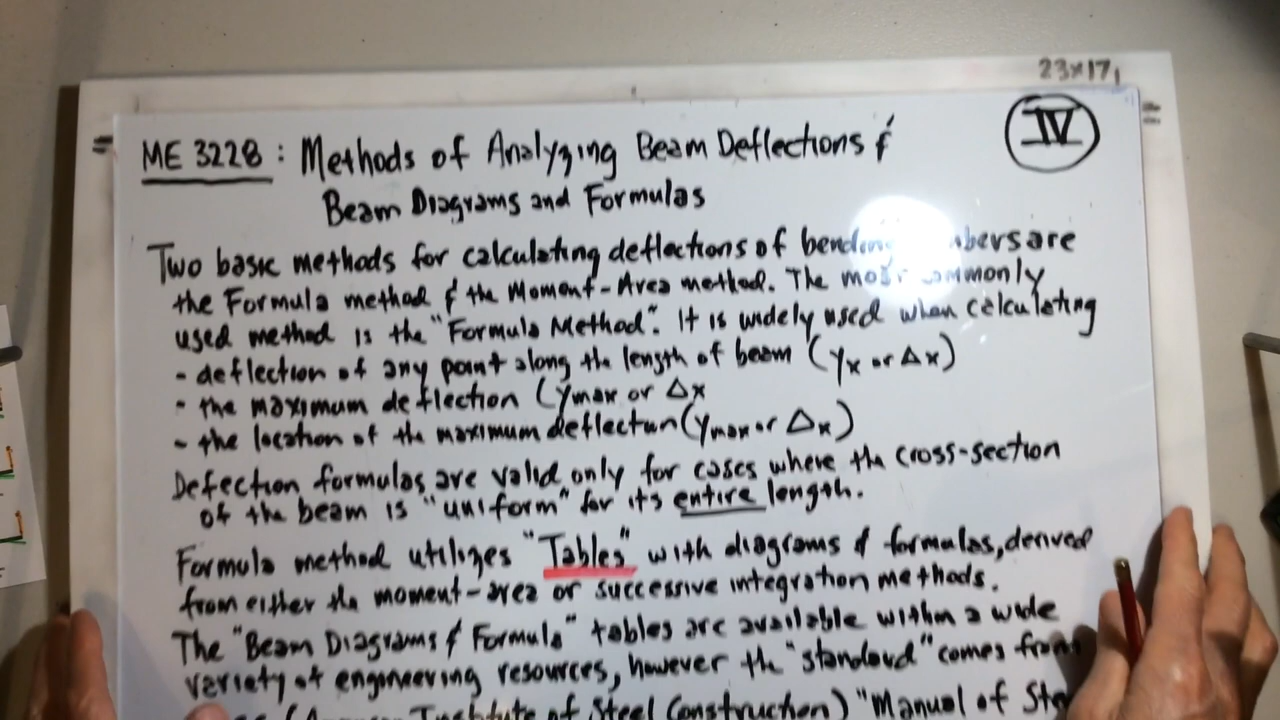 23x17
IV
ME 3228: Methods of Analyzing Beam Deflections &
Beam Diagrams and Formulas
Two basic methods for calculating deflections of bending are
the Formula method & the Moment-Area method. The
used method is the "Formula Method". It is widely used when calculating
- deflection of any point along the length of beam (yx or Δx)
- the maximum deflection (ymax or Δx
- the location of the maximum deflectun (ymax or Δx)
Defection formulas are valid only for cases where the cross-section
of the beam is "uniform" for its entire length.
Formula method utilizes "Tables" with diagrams & formulas, derived
from either the moment-area or successive integration methods.
The "Beam Diagrams & Formula" tables are available within a wide
variety of engineering resources, however the "standard" comes from
Institute of Steel Construction) "Manual of